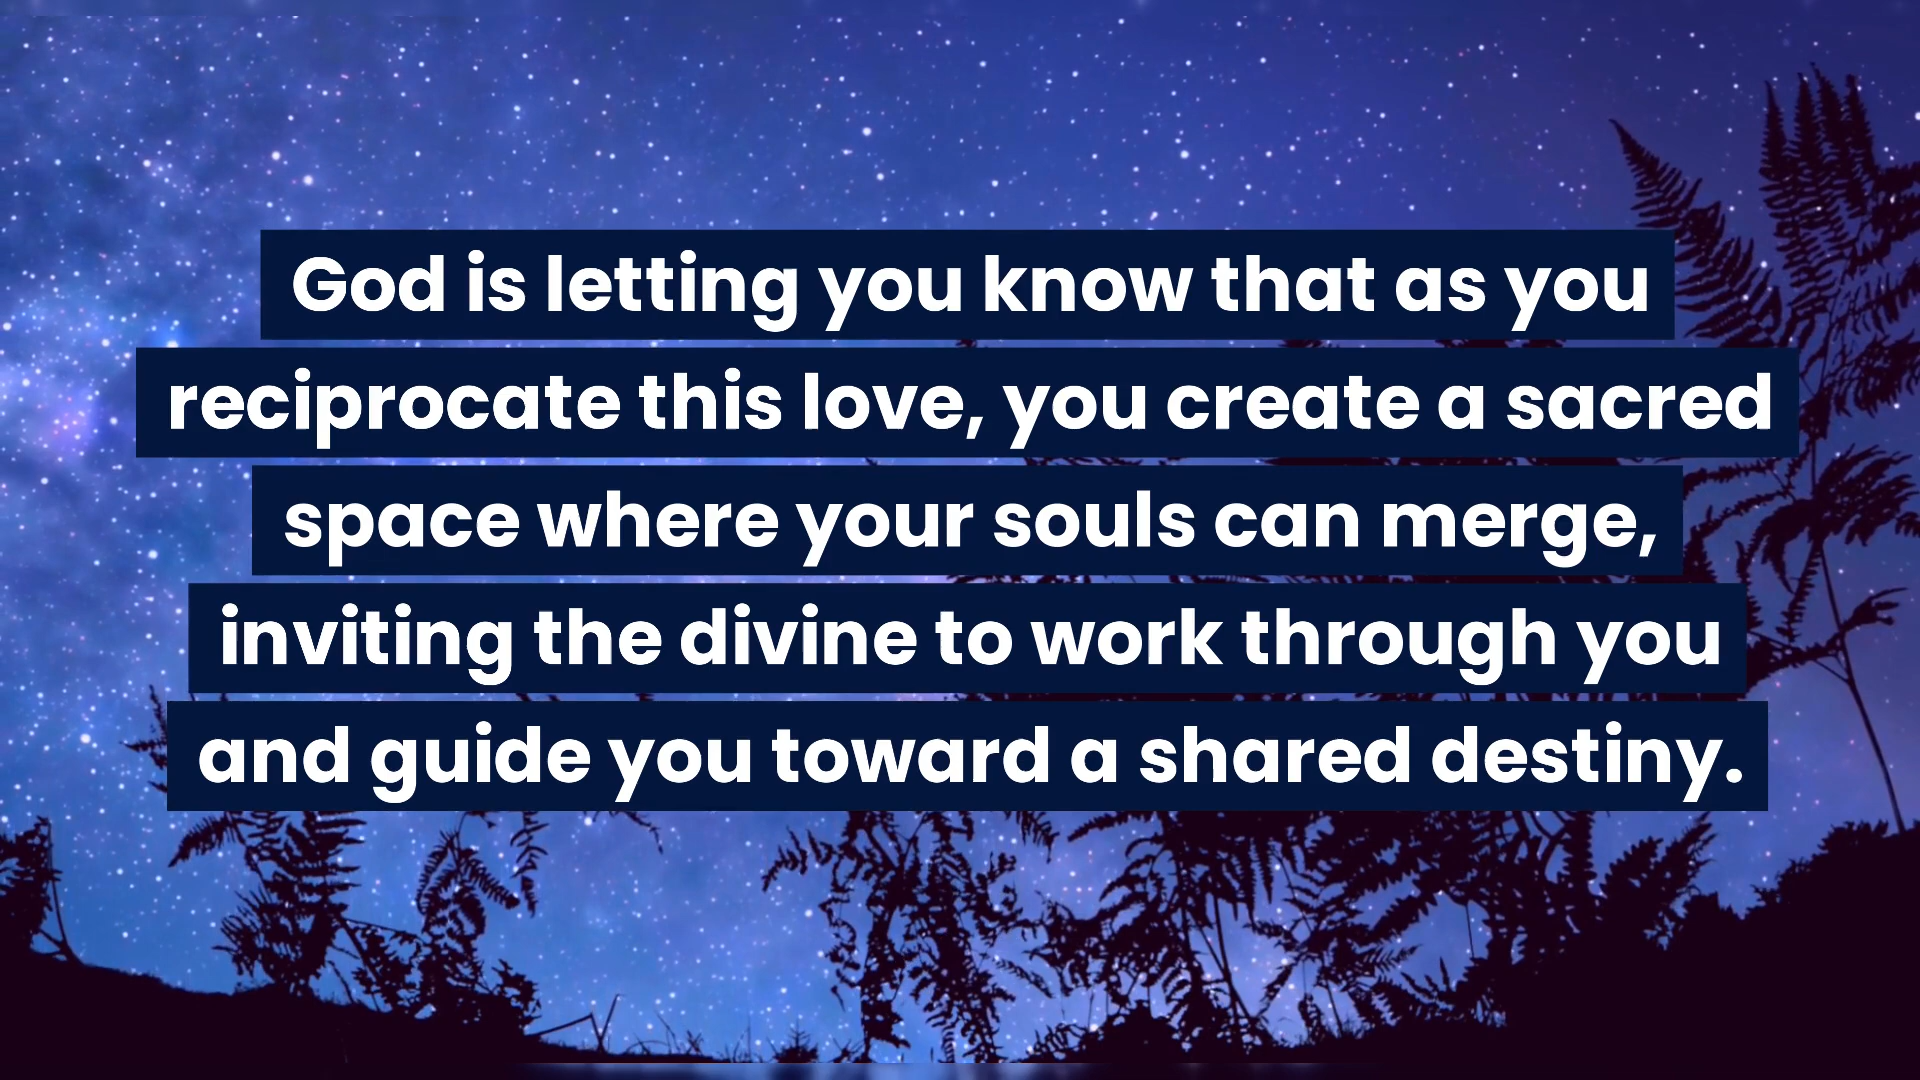 God is letting you know that as you
reciprocate this love, you create a sacred
space where your souls can merge,
inviting the divine to work through you
and guide you toward a shared destiny.